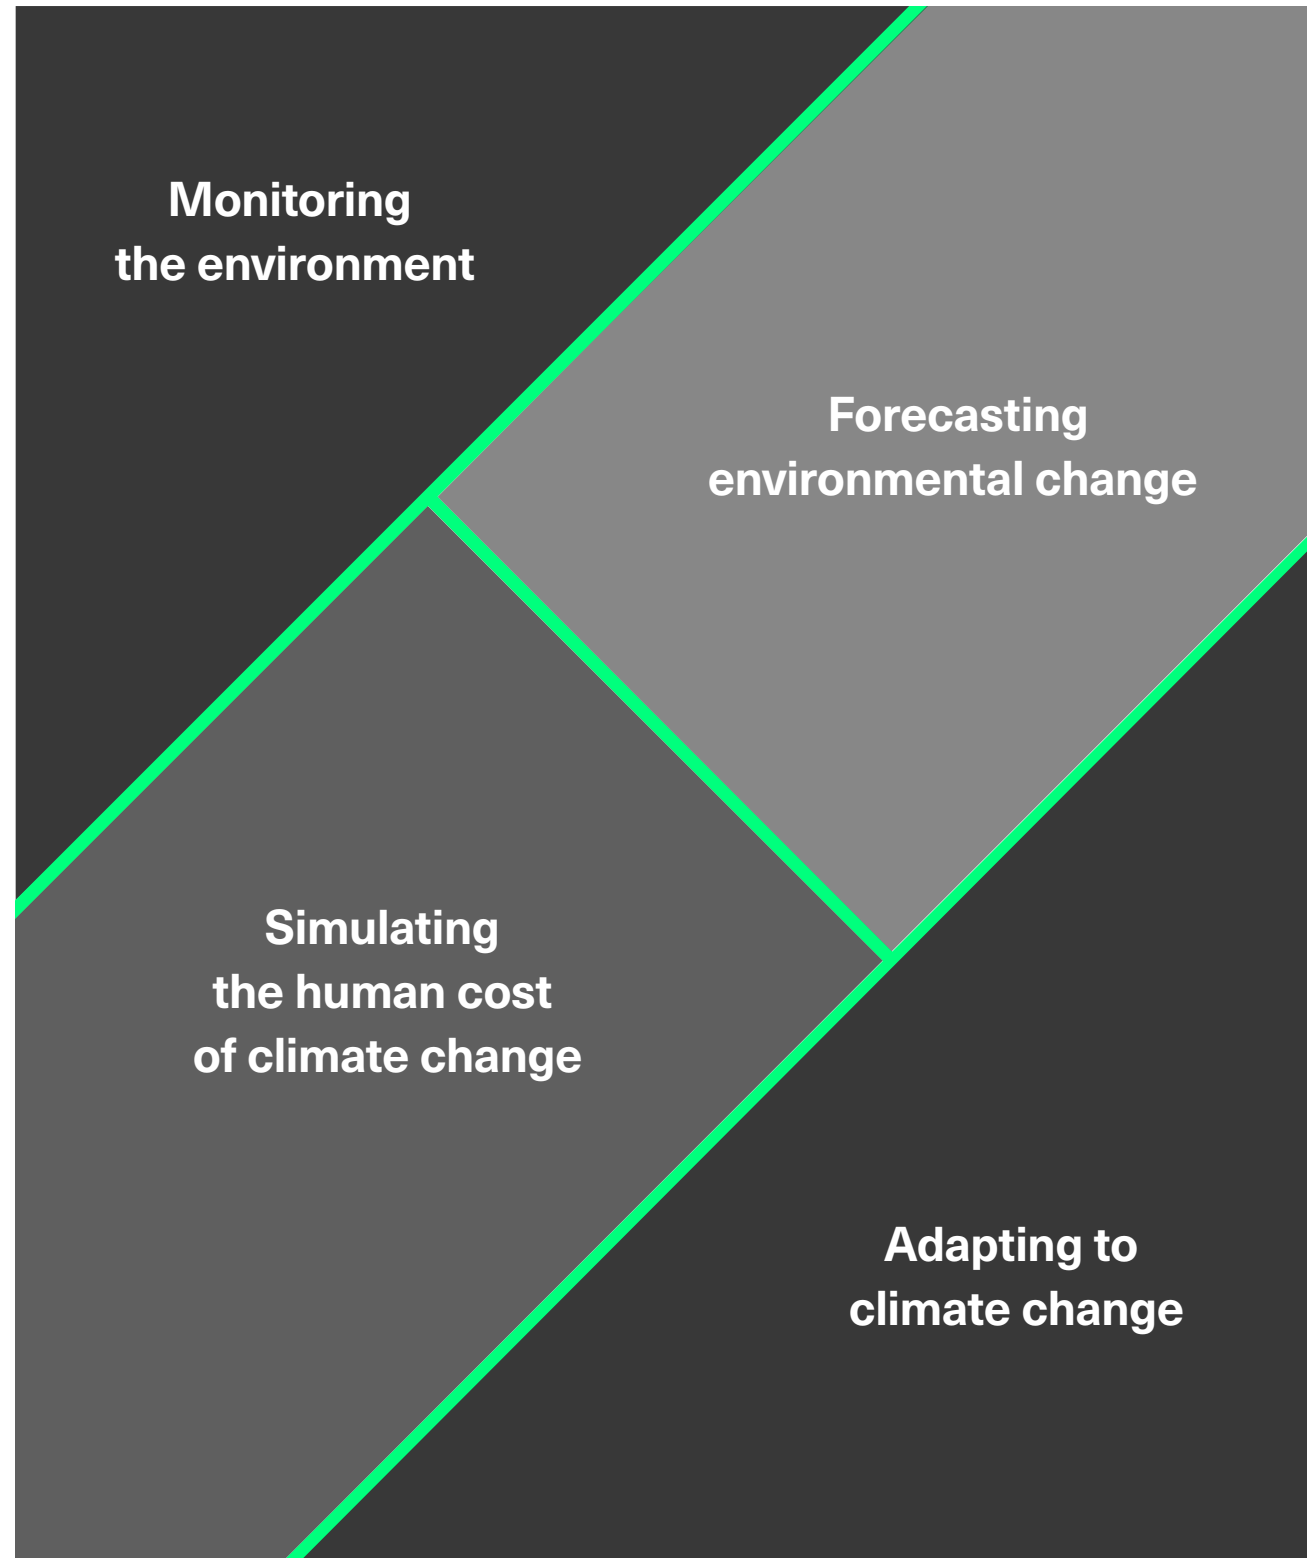 Monitoring
the environment
Forecasting
environmental change
Simulating
the human cost
of climate change
Adapting to
climate change